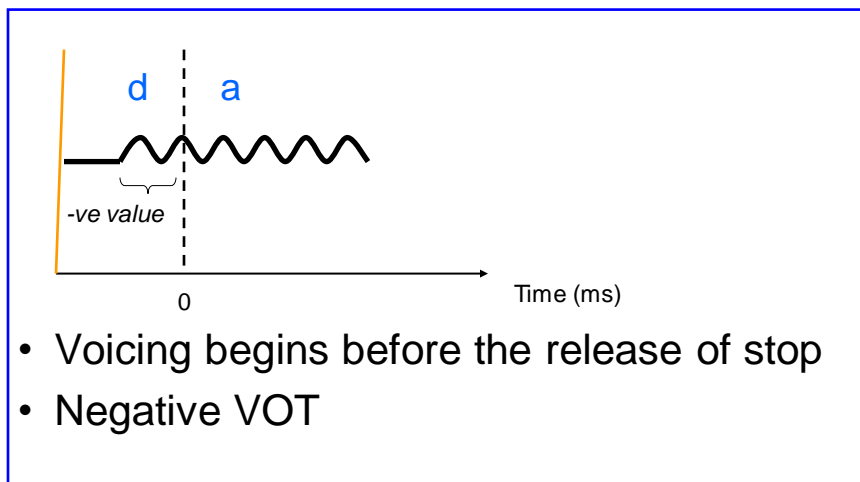 d a
-ve value
0
Time (ms)
• Voicing begins before the release of stop
• Negative VOT